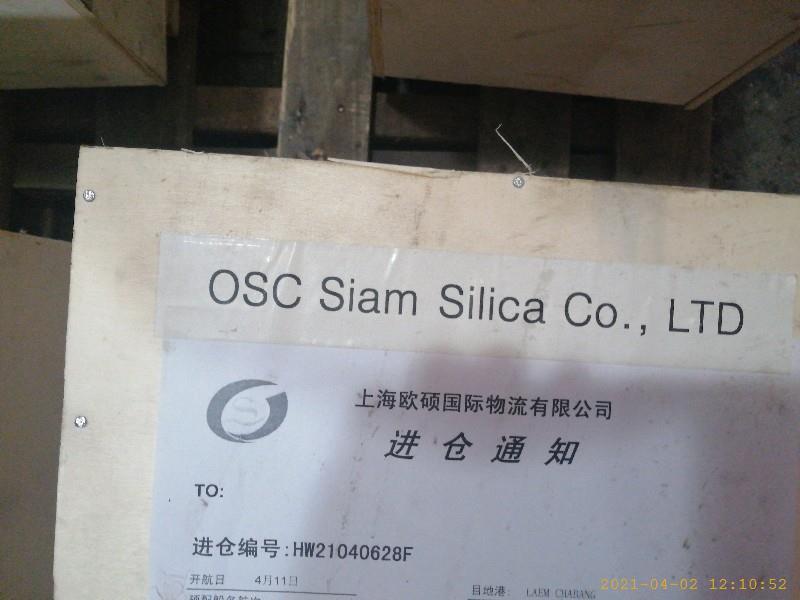 OSC Siam Silica Co., LTD
上海欧硕国际物流有限公司
进仓通知
TO:
进仓编号:HW21040628F
开航日 4月11日
目的港: LAEM CHABANG
2021-04-02 12:10:52